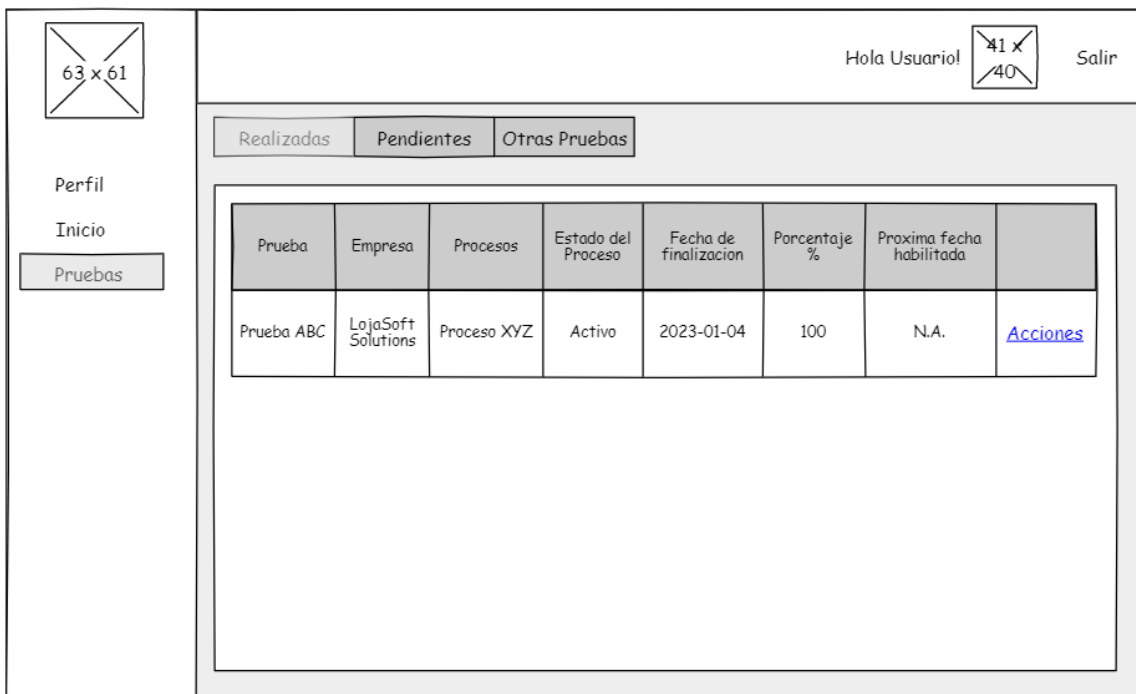 63 x 61
Hola Usuario!
41 x
40
Salir
Perfil
Inicio
Pruebas
Realizadas
Pendientes
Otras Pruebas
Prueba
Empresa
Procesos
Estado del
Proceso
Fecha de
finalizacion
Porcentaje
%
Proxima fecha
habilitada
Prueba ABC
LojaSoft
Solutions
Proceso XYZ
Activo
2023-01-04
100
N.A.
Acciones